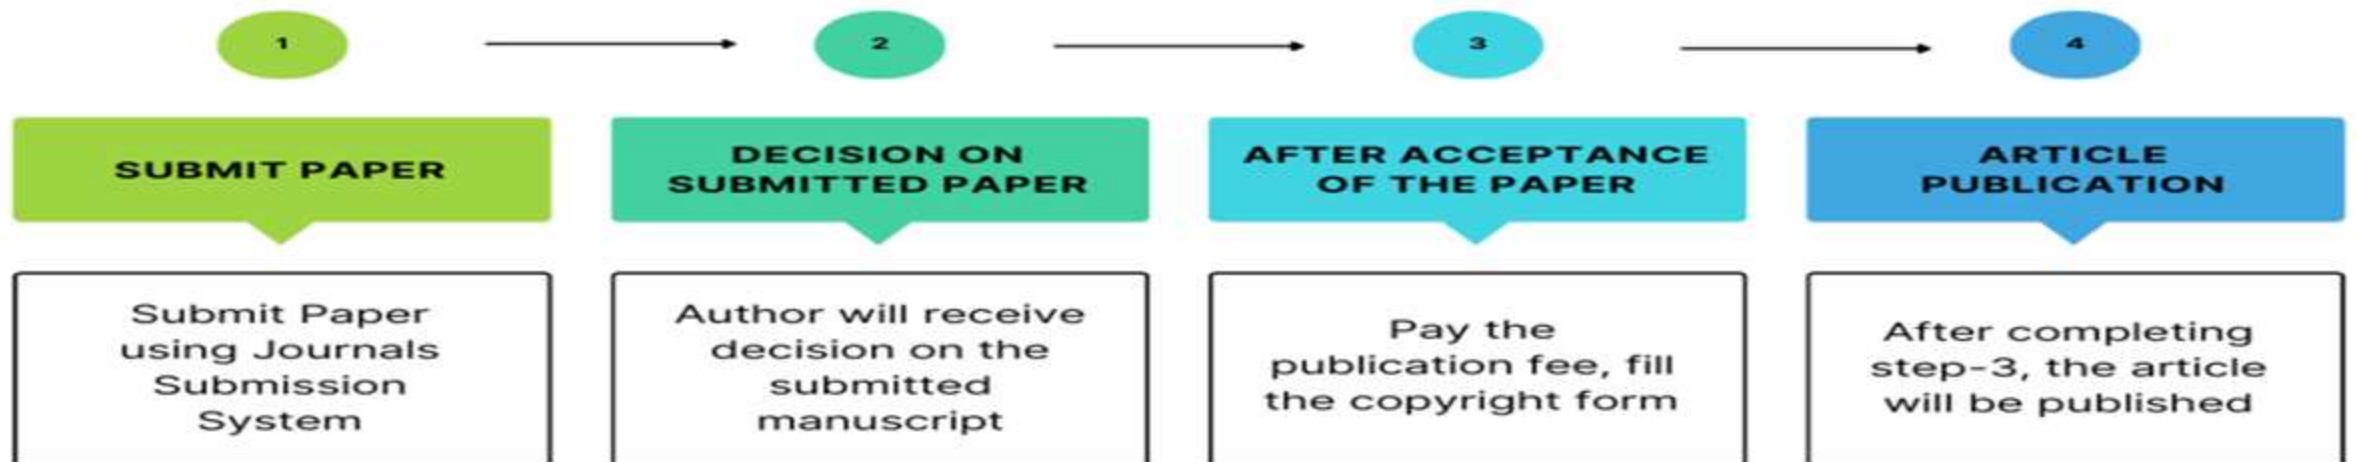 1
2
3
4
SUBMIT PAPER
DECISION ON
SUBMITTED PAPER
AFTER ACCEPTANCE
OF THE PAPER
ARTICLE
PUBLICATION
Submit Paper
using Journals
Submission
System
Author will receive
decision on the
submitted
manuscript
Pay the
publication fee, fill
the copyright form
After completing
step-3, the article
will be published